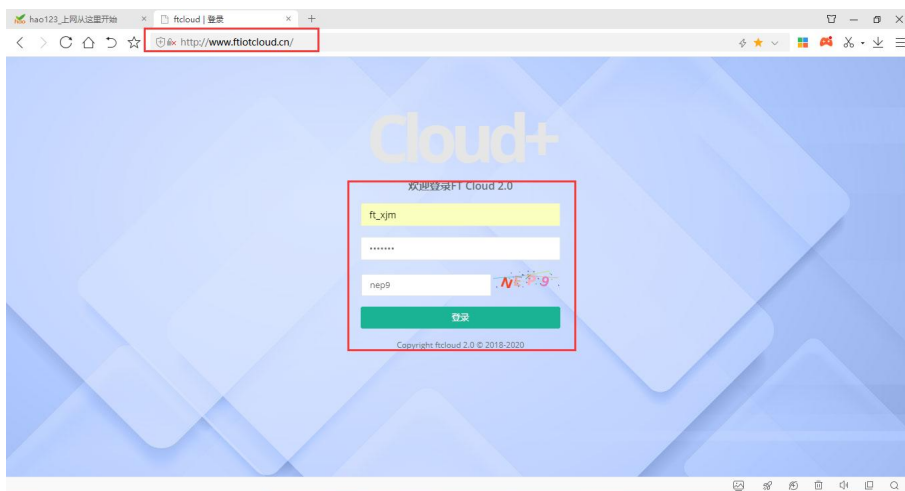 hao123_上网从这里开始 × ftcloud | 登录 × +
http://www.ftiotcloud.cn/
Cloud+
欢迎登录FT Cloud 2.0
ft_xjm
•••••••
nep9 NEP9
登录
Copyright ftcloud 2.0 © 2018-2020